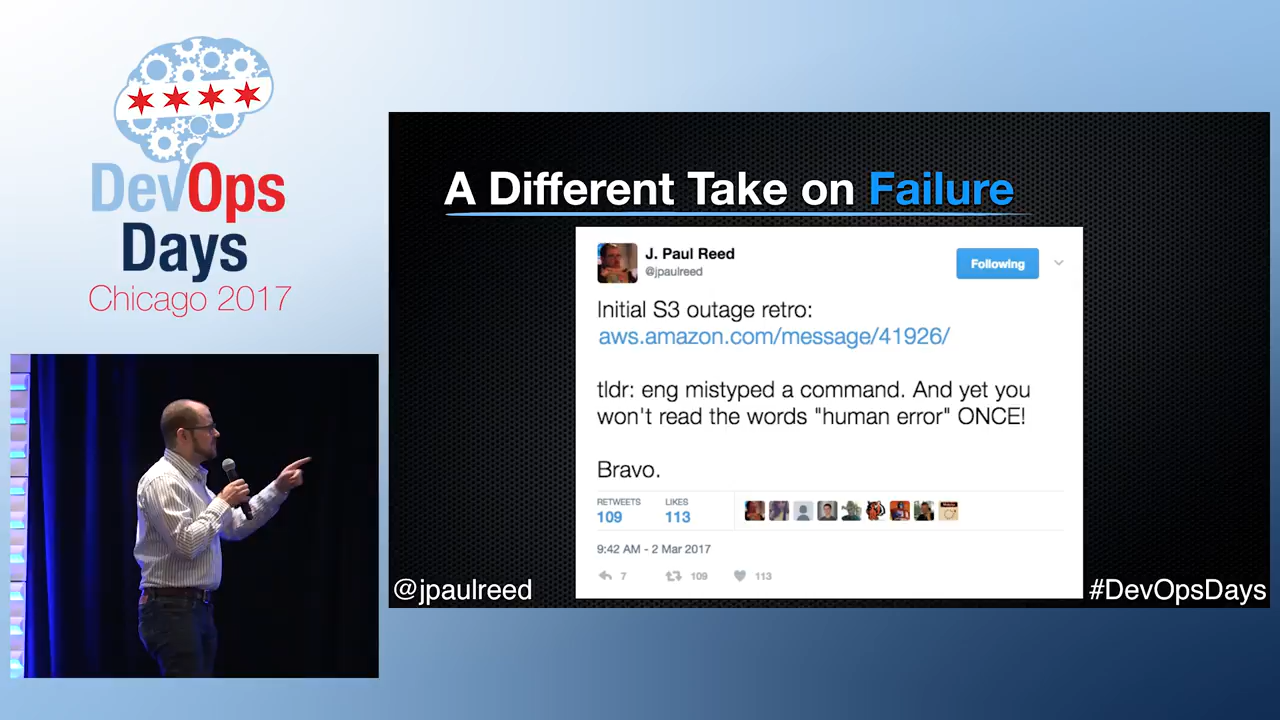 DevOps
Days
Chicago 2017
A Different Take on Failure
J. Paul Reed
@jpaulreed
Following
Initial S3 outage retro:
aws.amazon.com/message/41926/
tldr: eng mistyped a command. And yet you
won't read the words "human error" ONCE!
Bravo.
RETWEETS LIKES
109 113
9:42 AM - 2 Mar 2017
7 109 113
@jpaulreed #DevOpsDays